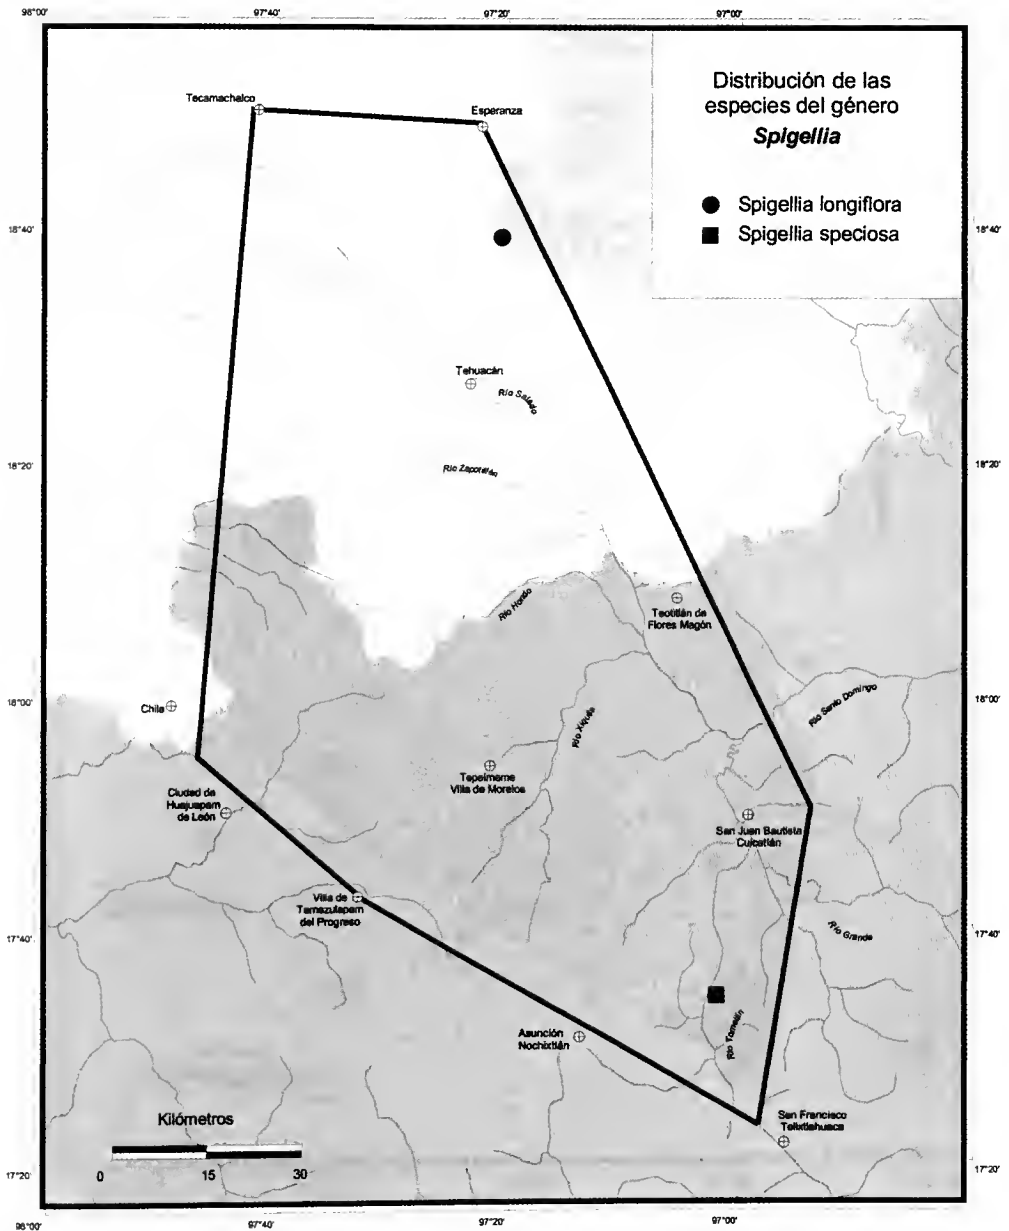 97°40'
97°20'
97°00'
Distribución de las
especies del género
Spigellia
Spigellia longiflora
Spigellia speciosa
Tecamachalco
Esperanza
18°40'
18°40'
Tehuacán
Río Salado
Río Zapotitlán
18°20'
18°20'
Río Hondo
Teotitlán de
Flores Magón
18°00'
18°00'
Chila
Río Santo Domingo
Río Xiquila
Tepelmeme
Villa de Morelos
Ciudad de
Huajuapam
de León
San Juan Bautista
Cuicatlán
Villa de
Tamazulapam
del Progreso
17°40'
17°40'
Río Grande
Asunción
Nochixtlán
Río Tomellín
Kilómetros
0
15
30
San Francisco
Telixtlahuaca
17°20'
17°20'
98°00'
97°40'
97°20'
97°00'